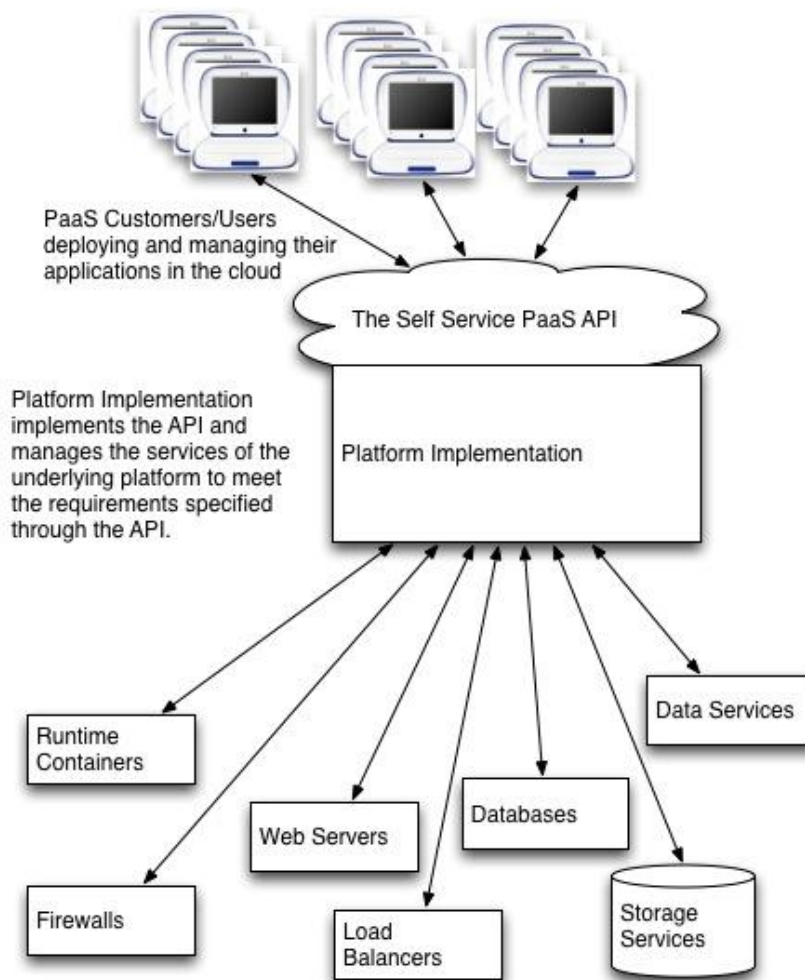 PaaS Customers/Users
deploying and managing their
applications in the cloud
The Self Service PaaS API
Platform Implementation
implements the API and
manages the services of the
underlying platform to meet
the requirements specified
through the API.
Platform Implementation
Data Services
Runtime
Containers
Databases
Web Servers
Firewalls
Load
Balancers
Storage
Services